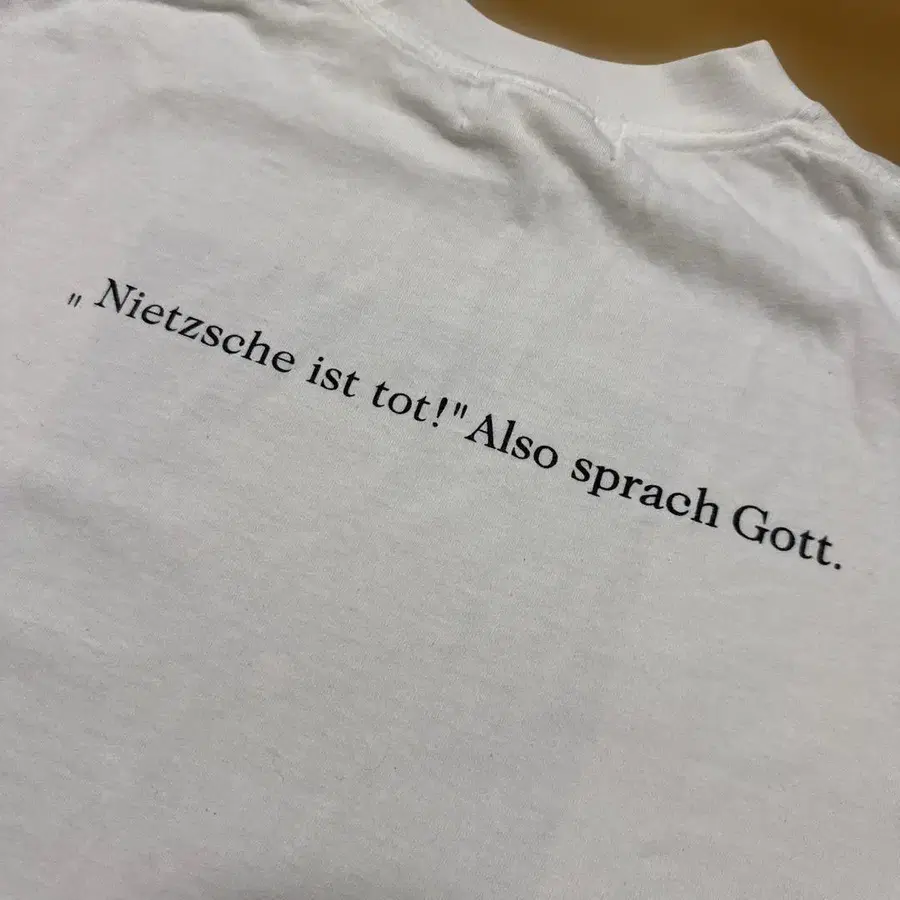 „Nietzsche ist tot!" Also sprach Gott.